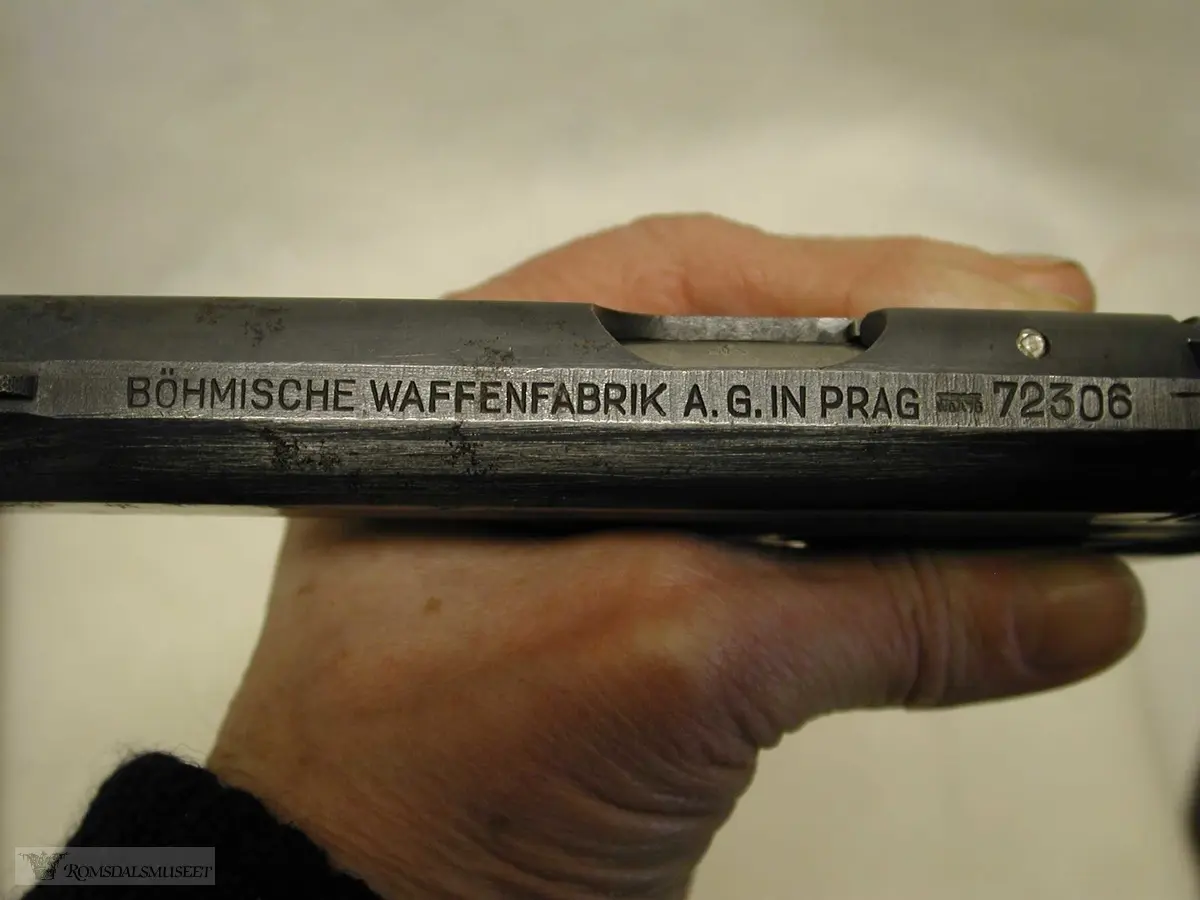 BÖHMISCHE WAFFENFABRIK A.G. IN PRAG 72306
ROMSDALSMUSEET